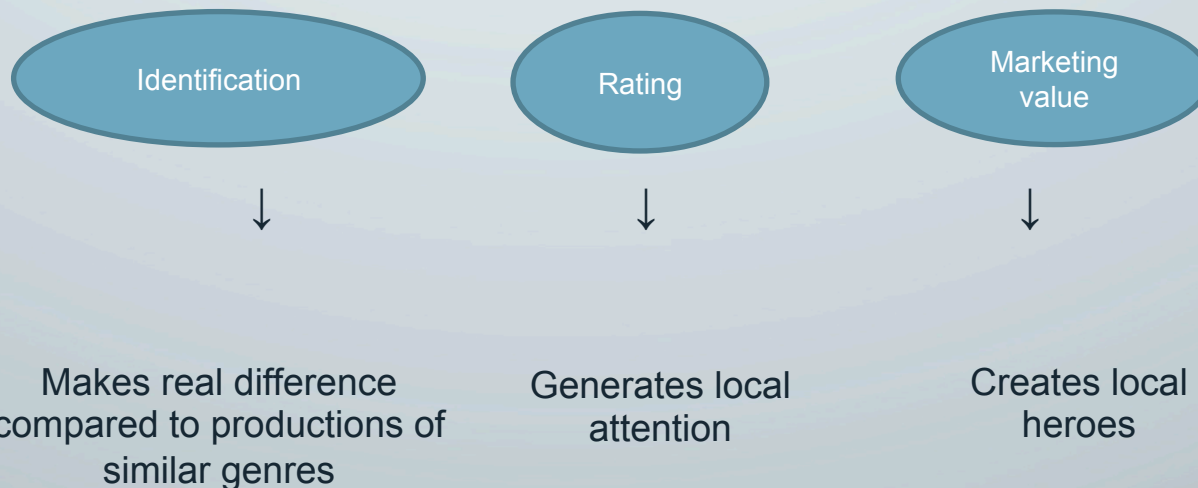 Identification
Rating
Marketing
value
↓
↓
↓
Makes real difference
compared to productions of
similar genres
Generates local
attention
Creates local
heroes